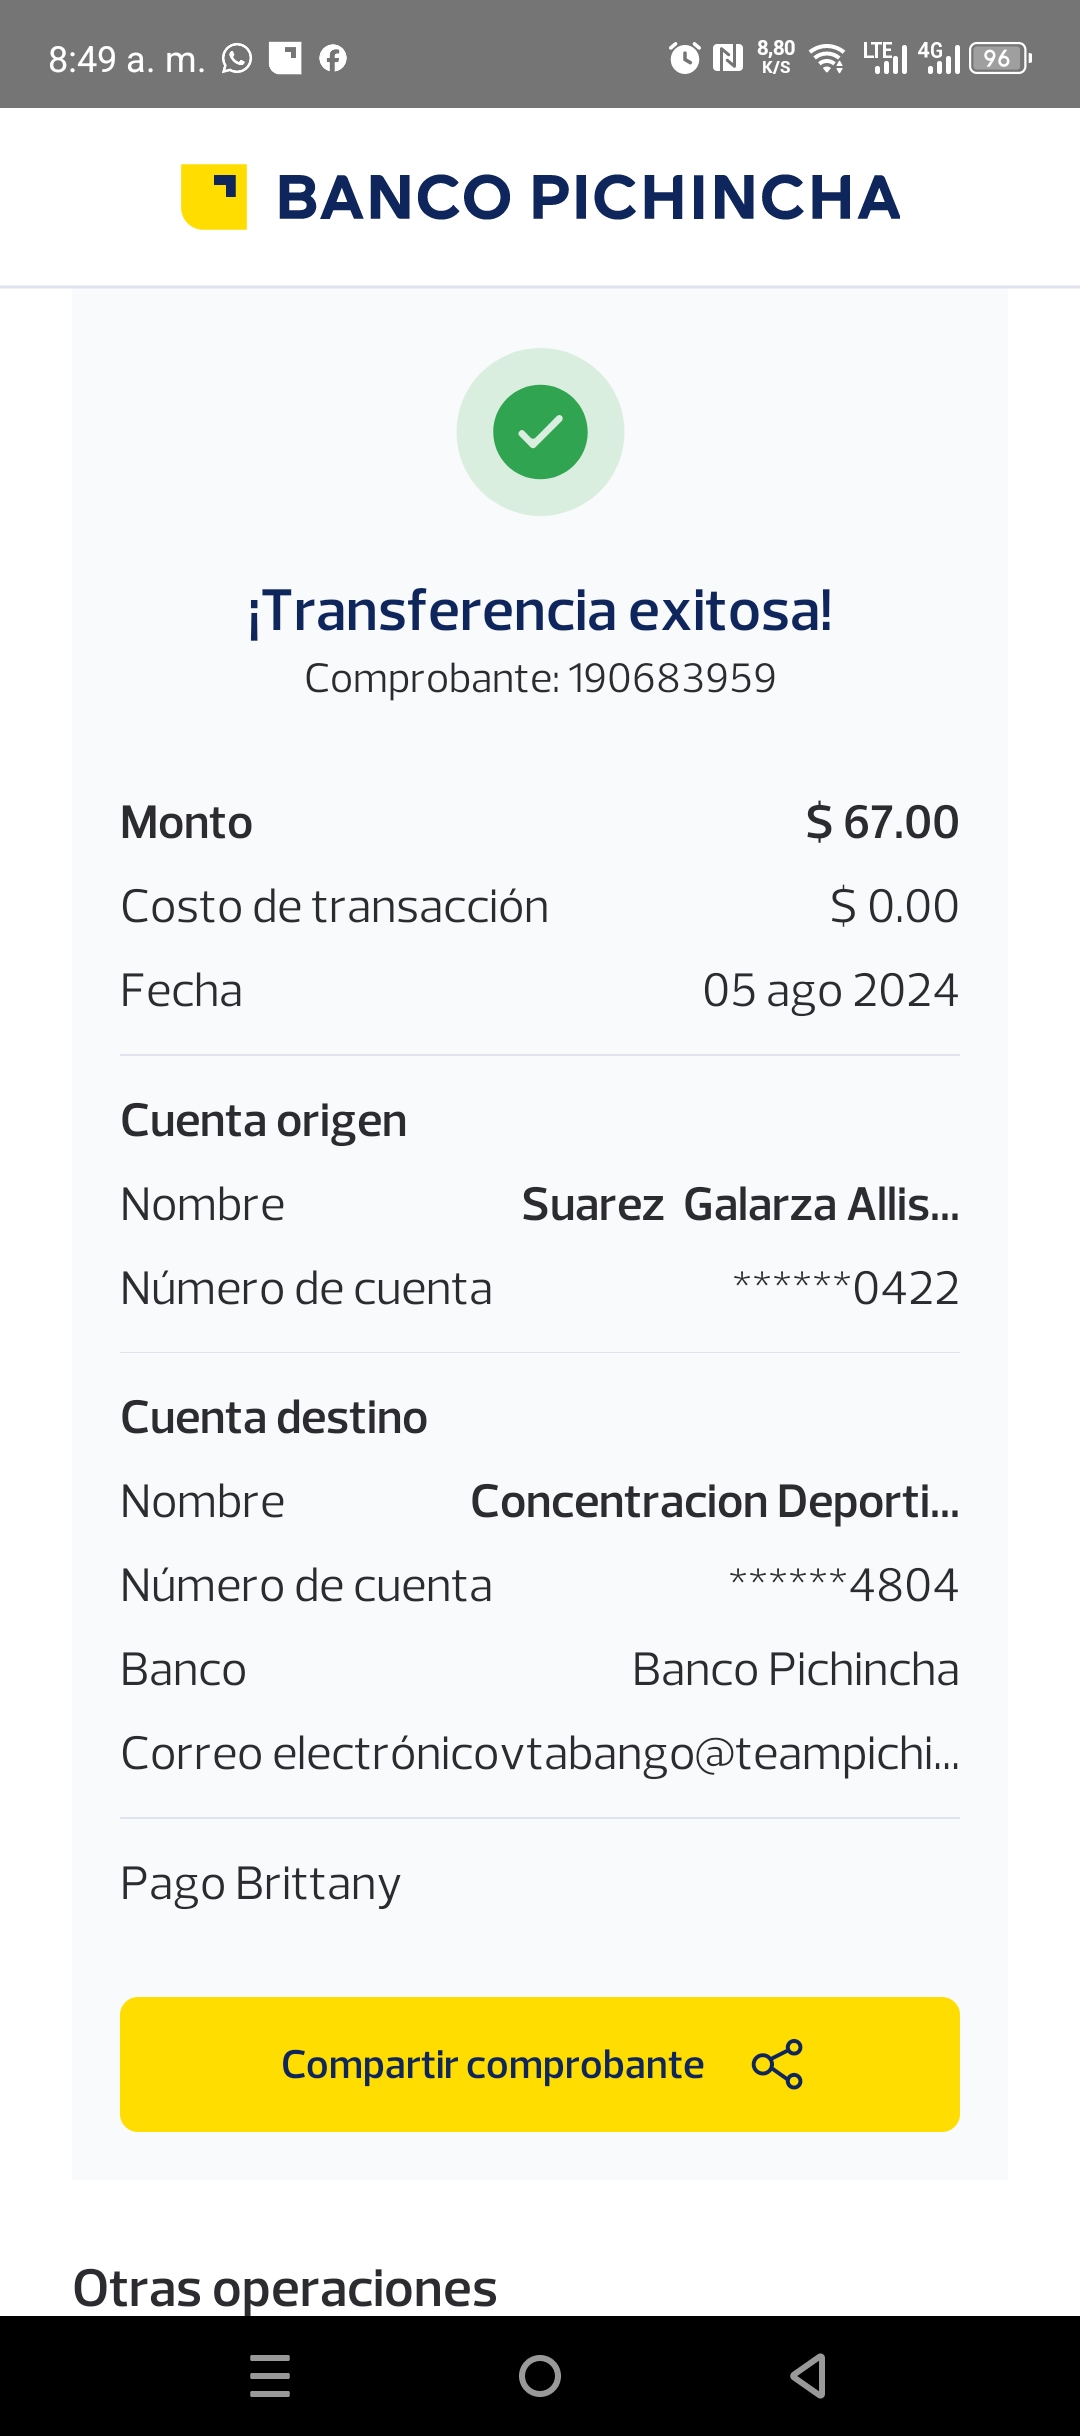 8:49 a. m. 8,80 K/S LTE 4G 96
BANCO PICHINCHA
¡Transferencia exitosa!
Comprobante: 190683959
Monto $ 67.00
Costo de transacción $ 0.00
Fecha 05 ago 2024
Cuenta origen
Nombre Suarez  Galarza Allis...
Número de cuenta ******0422
Cuenta destino
Nombre Concentracion Deporti...
Número de cuenta ******4804
Banco Banco Pichincha
Correo electrónicovtabango@teampichi...
Pago Brittany
Compartir comprobante
Otras operaciones